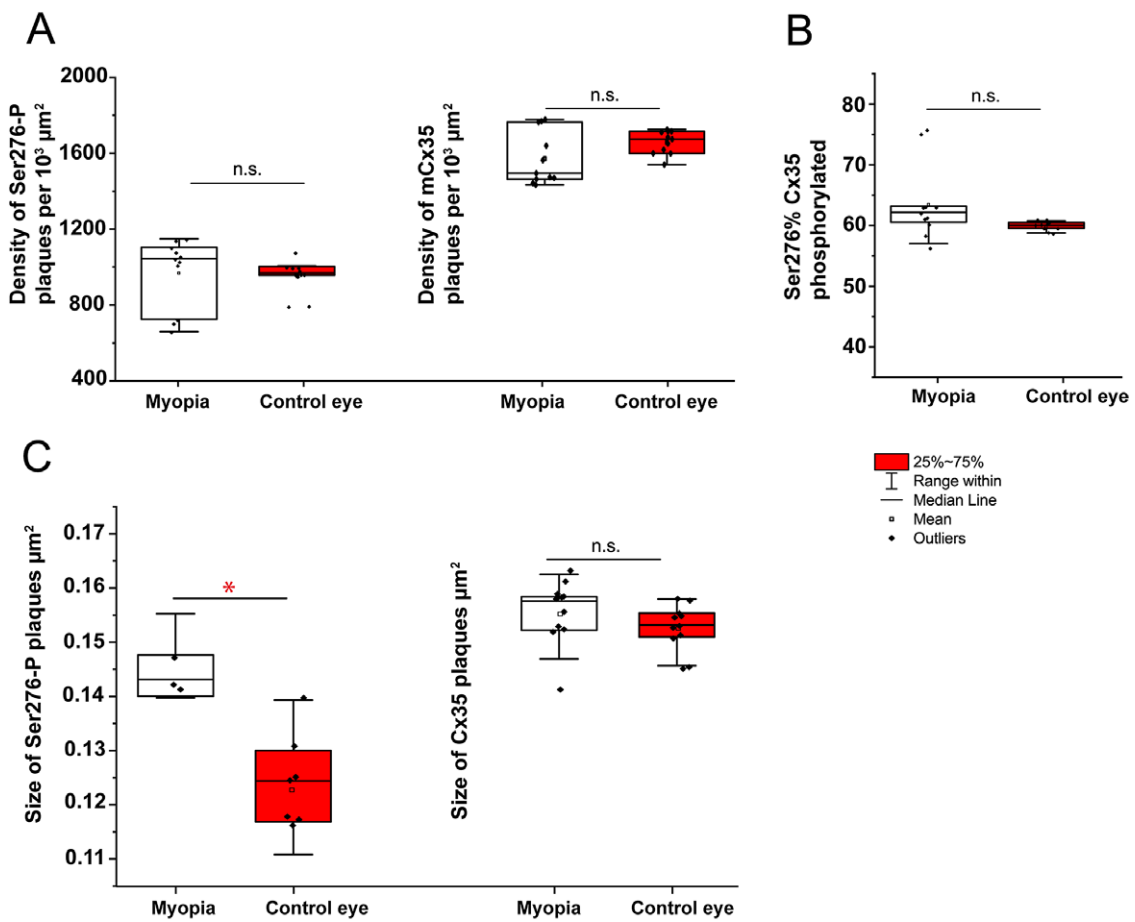 A
Density of Ser276-P
plaques per 10³ µm²
2000
1600
1200
800
400
n.s.
Myopia
Control eye
Density of mCx35
plaques per 10³ µm²
n.s.
Myopia
Control eye
B
Ser276% Cx35
phosphorylated
80
70
60
50
40
n.s.
Myopia
Control eye
25%~75%
Range within
Median Line
Mean
Outliers
C
Size of Ser276-P plaques µm²
0.17
0.16
0.15
0.14
0.13
0.12
0.11
*
Myopia
Control eye
Size of Cx35 plaques µm²
n.s.
Myopia
Control eye